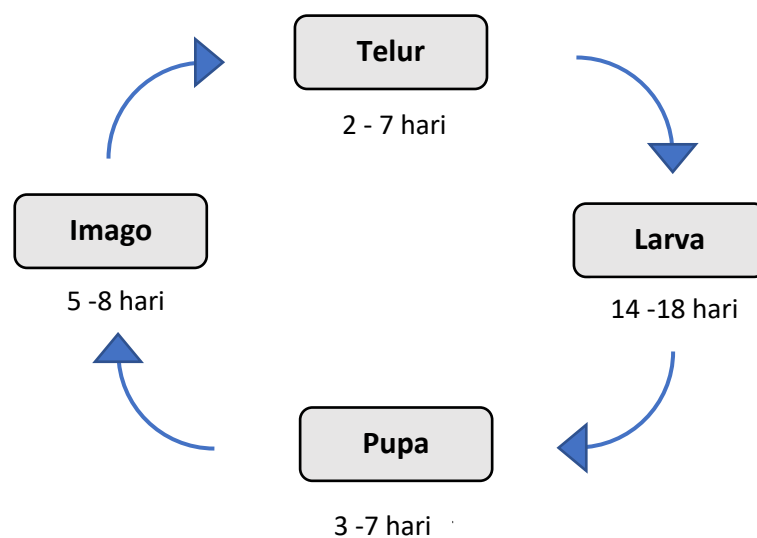 Telur
2 - 7 hari
Imago
5 -8 hari
Larva
14 -18 hari
Pupa
3 -7 hari